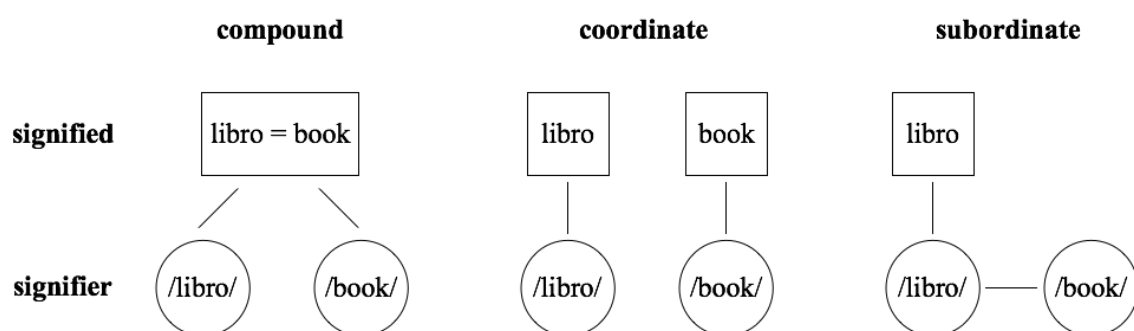 compound coordinate subordinate
signified libro = book libro book libro
signifier /libro/ /book/ /libro/ /book/ /libro/ /book/